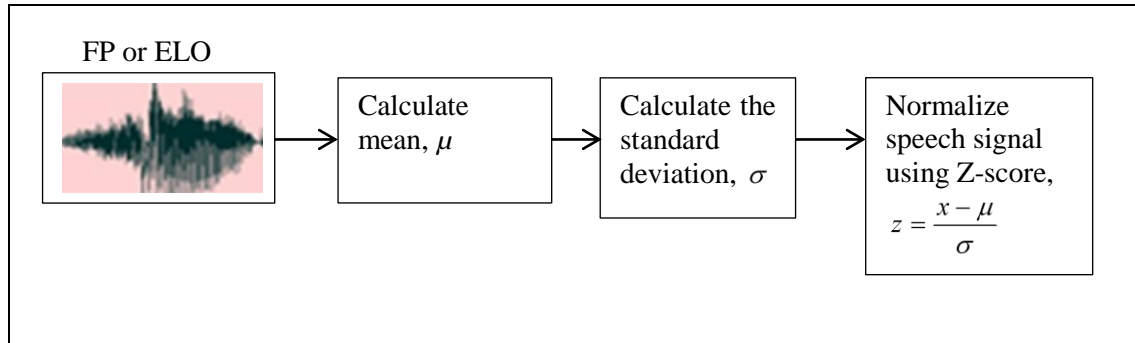 FP or ELO
Calculate
mean, μ
Calculate the
standard
deviation, σ
Normalize
speech signal
using Z-score,
z = (x − μ) / σ